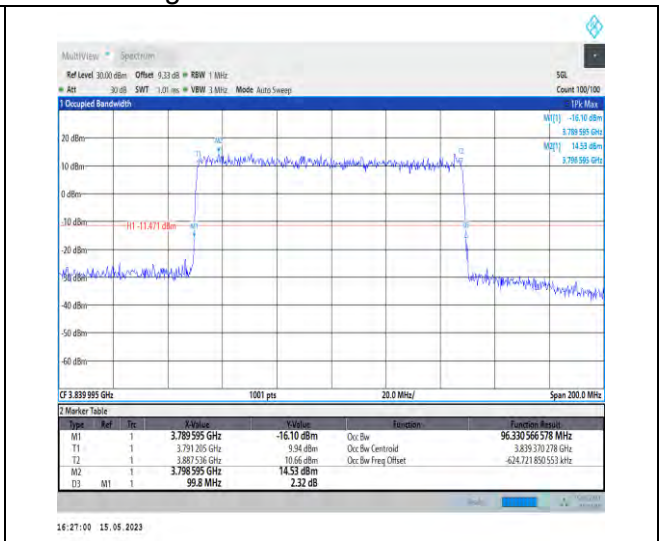 MultiView Spectrum
Ref Level 30.00 dBm Offset 9.33 dB RBW 1 MHz SGL
Att 30 dB SWT 1.01 ms VBW 3 MHz Mode Auto Sweep Count 100/100
1 Occupied Bandwidth 1Pk Max
M1[1] -16.10 dBm
3.789 595 GHz
20 dBm M2 M2[1] 14.53 dBm
T1 T2 3.798 595 GHz
10 dBm
0 dBm
-10 dBm H1 -11.471 dBm M1
-20 dBm
-30 dBm
-40 dBm
-50 dBm
-60 dBm
CF 3.839 995 GHz 1001 pts 20.0 MHz/ Span 200.0 MHz
2 Marker Table
Type Ref Trc X-Value Y-Value Function Function Result
M1 1 3.789 595 GHz -16.10 dBm Occ Bw 96.330 566 578 MHz
T1 1 3.791 205 GHz 9.94 dBm Occ Bw Centroid 3.839 370 278 GHz
T2 1 3.887 536 GHz 10.66 dBm Occ Bw Freq Offset -624.721 850 553 kHz
M2 1 3.798 595 GHz 14.53 dBm
D3 M1 1 99.8 MHz 2.32 dB
16:27:00 15.05.2023